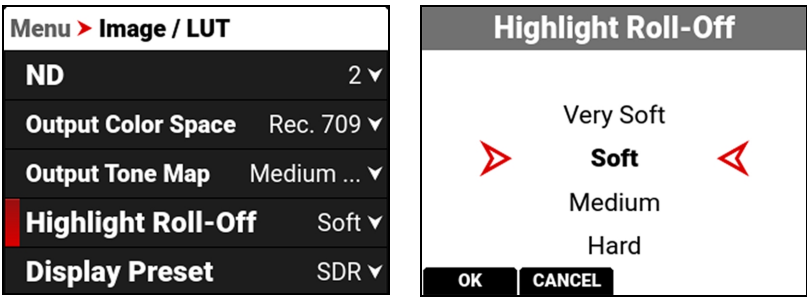 Menu > Image / LUT
ND 2
Output Color Space Rec. 709
Output Tone Map Medium ...
Highlight Roll-Off Soft
Display Preset SDR
Highlight Roll-Off
Very Soft
Soft
Medium
Hard
OK CANCEL